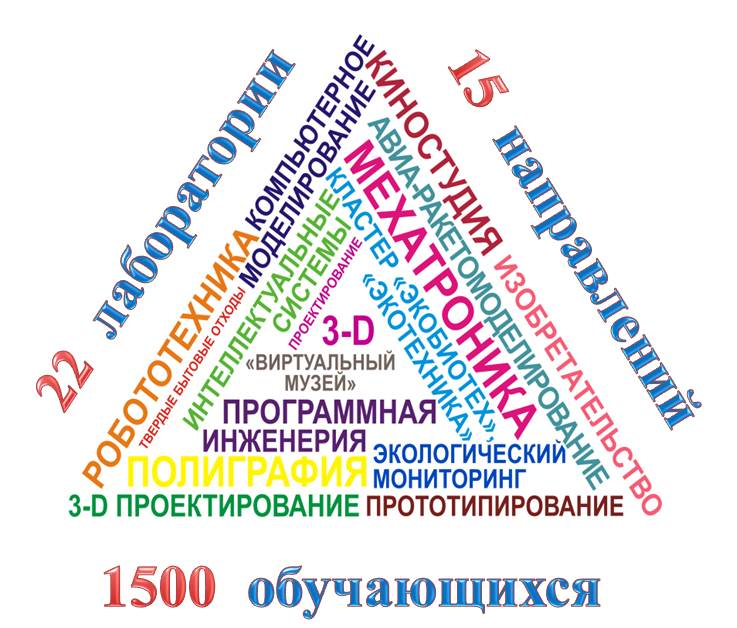 22 лаборатории
15 направлений
КОМПЬЮТЕРНОЕ
МОДЕЛИРОВАНИЕ
РОБОТОТЕХНИКА
ТВЕРДЫЕ БЫТОВЫЕ ОТХОДЫ
ИНТЕЛЛЕКТУАЛЬНЫЕ
СИСТЕМЫ
ПРОЕКТИРОВАНИЕ
3-D
КИНОСТУДИЯ
ИЗОБРЕТАТЕЛЬСТВО
АВИА-РАКЕТОМОДЕЛИРОВАНИЕ
МЕХАТРОНИКА
КЛАСТЕР «ЭКОБИОТЕХ»,
«ЭКОТЕХНИКА»
«ВИРТУАЛЬНЫЙ
МУЗЕЙ»
ПРОГРАММНАЯ
ИНЖЕНЕРИЯ
ПОЛИГРАФИЯ
ЭКОЛОГИЧЕСКИЙ
МОНИТОРИНГ
3-D ПРОЕКТИРОВАНИЕ ПРОТОТИПИРОВАНИЕ
1500 обучающихся